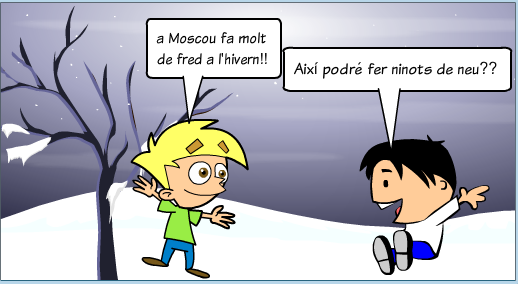 a Moscou fa molt
de fred a l'hivern!!
Així podré fer ninots de neu??